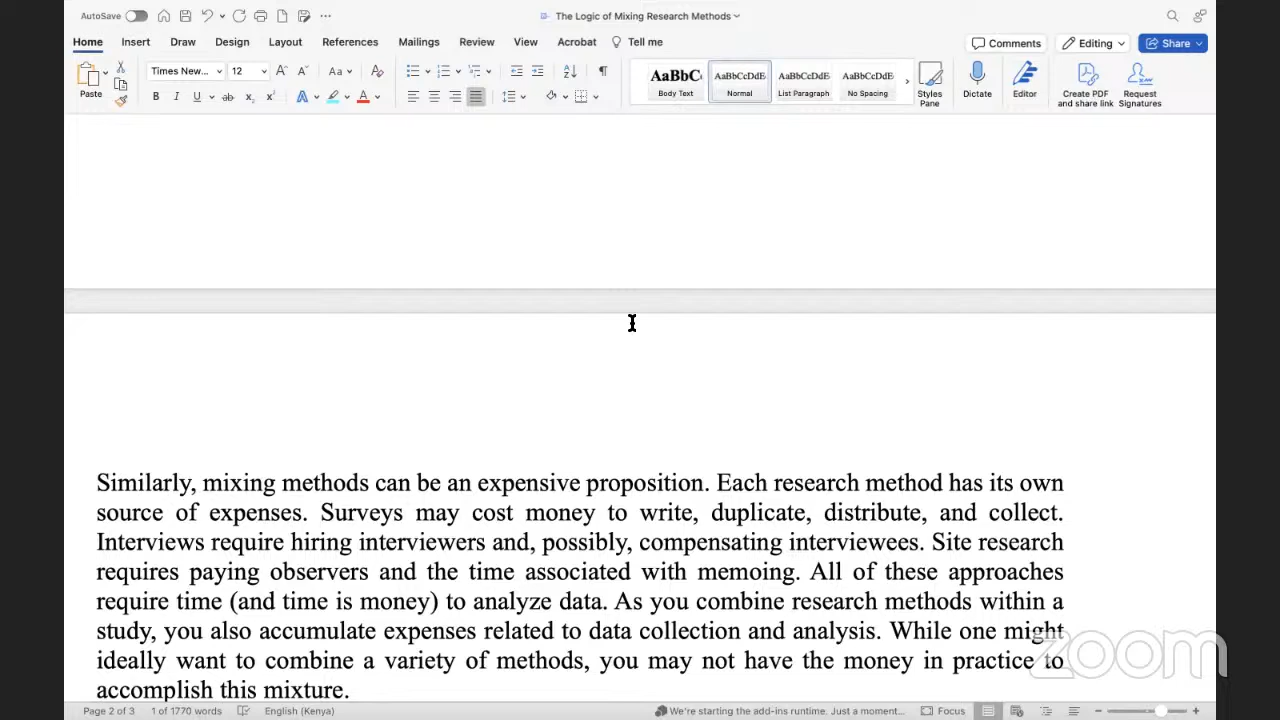 AutoSave
The Logic of Mixing Research Methods
Home Insert Draw Design Layout References Mailings Review View Acrobat Tell me
Comments Editing Share
Paste
Times New... 12
AaBbC Body Text
AaBbCcDdE Normal
AaBbCcDdE List Paragraph
AaBbCcDdE No Spacing
Styles Pane
Dictate
Editor
Create PDF and share link
Request Signatures
Similarly, mixing methods can be an expensive proposition. Each research method has its own
source of expenses. Surveys may cost money to write, duplicate, distribute, and collect.
Interviews require hiring interviewers and, possibly, compensating interviewees. Site research
requires paying observers and the time associated with memoing. All of these approaches
require time (and time is money) to analyze data. As you combine research methods within a
study, you also accumulate expenses related to data collection and analysis. While one might
ideally want to combine a variety of methods, you may not have the money in practice to
accomplish this mixture.
zoom
Page 2 of 3 1 of 1770 words English (Kenya) We're starting the add-ins runtime. Just a moment... Focus